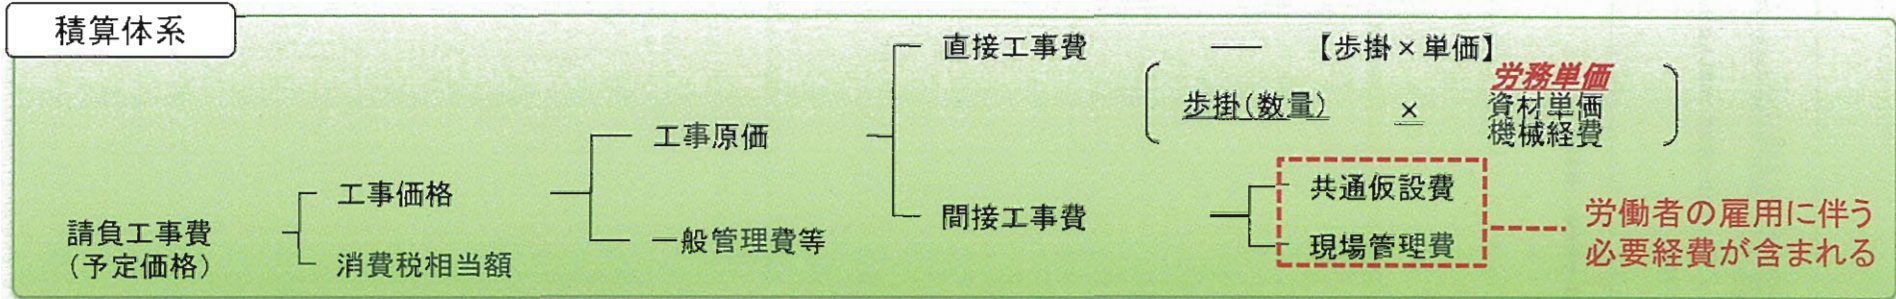 積算体系
直接工事費
【歩掛×単価】
歩掛(数量) ×
労務単価
資材単価
機械経費
工事原価
工事価格
共通仮設費
間接工事費
現場管理費
労働者の雇用に伴う
必要経費が含まれる
請負工事費
(予定価格)
一般管理費等
消費税相当額